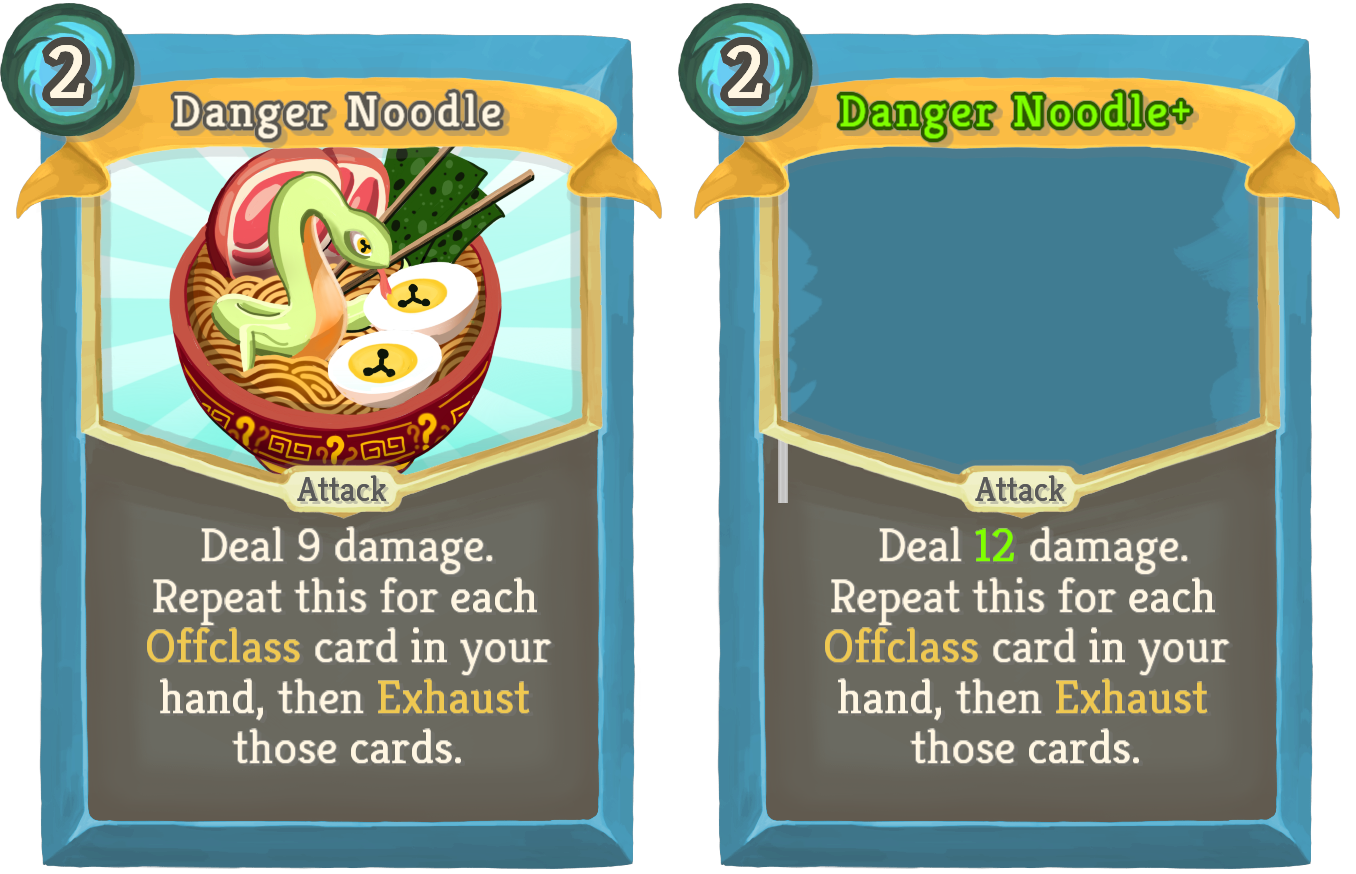 2
Danger Noodle
Attack
Deal 9 damage.
Repeat this for each
Offclass card in your
hand, then Exhaust
those cards.
2
Danger Noodle+
Attack
Deal 12 damage.
Repeat this for each
Offclass card in your
hand, then Exhaust
those cards.